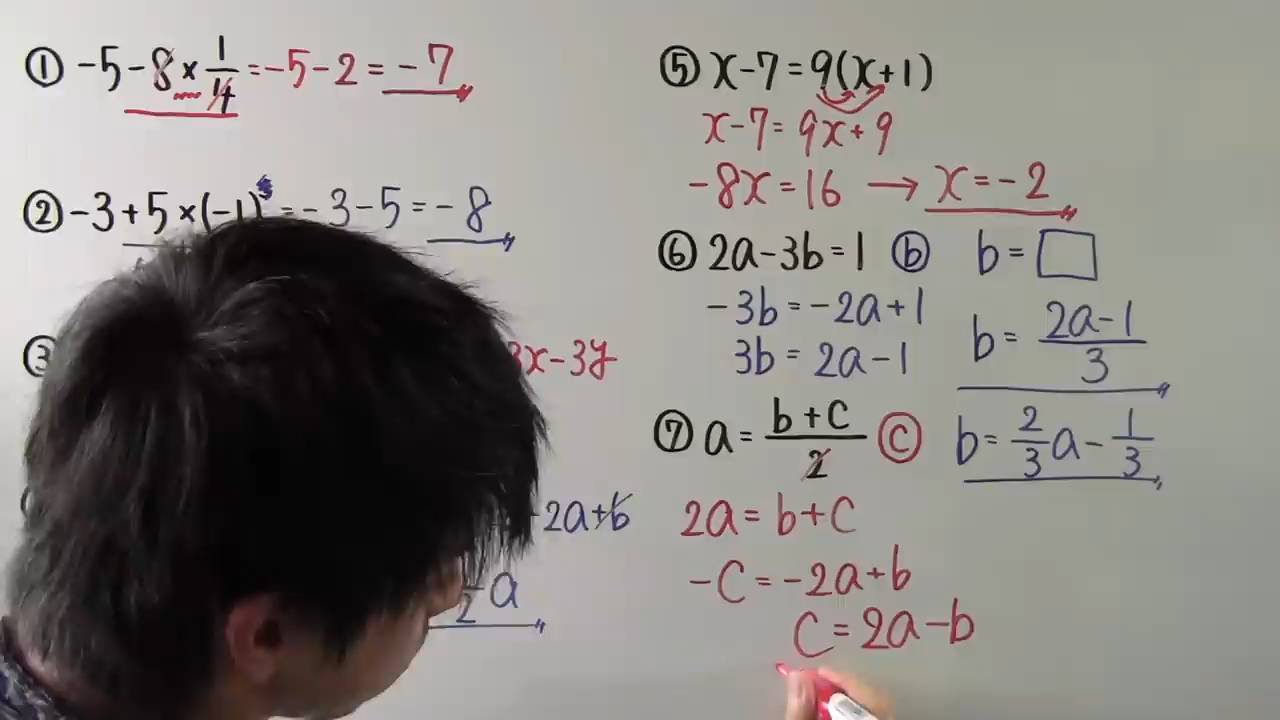 ① -5-8×1/4=-5-2=-7
② -3+5×(-1)=-3-5=-8
③
3x-3y
-2a+b
/2 a
⑤ x-7=9(x+1)
x-7=9x+9
-8x=16 → x=-2
⑥ 2a-3b=1 ⓑ b=□
-3b=-2a+1
3b=2a-1
b=(2a-1)/3
b=2/3a-1/3
⑦ a=(b+c)/2 ⓒ
2a=b+c
-c=-2a+b
c=2a-b